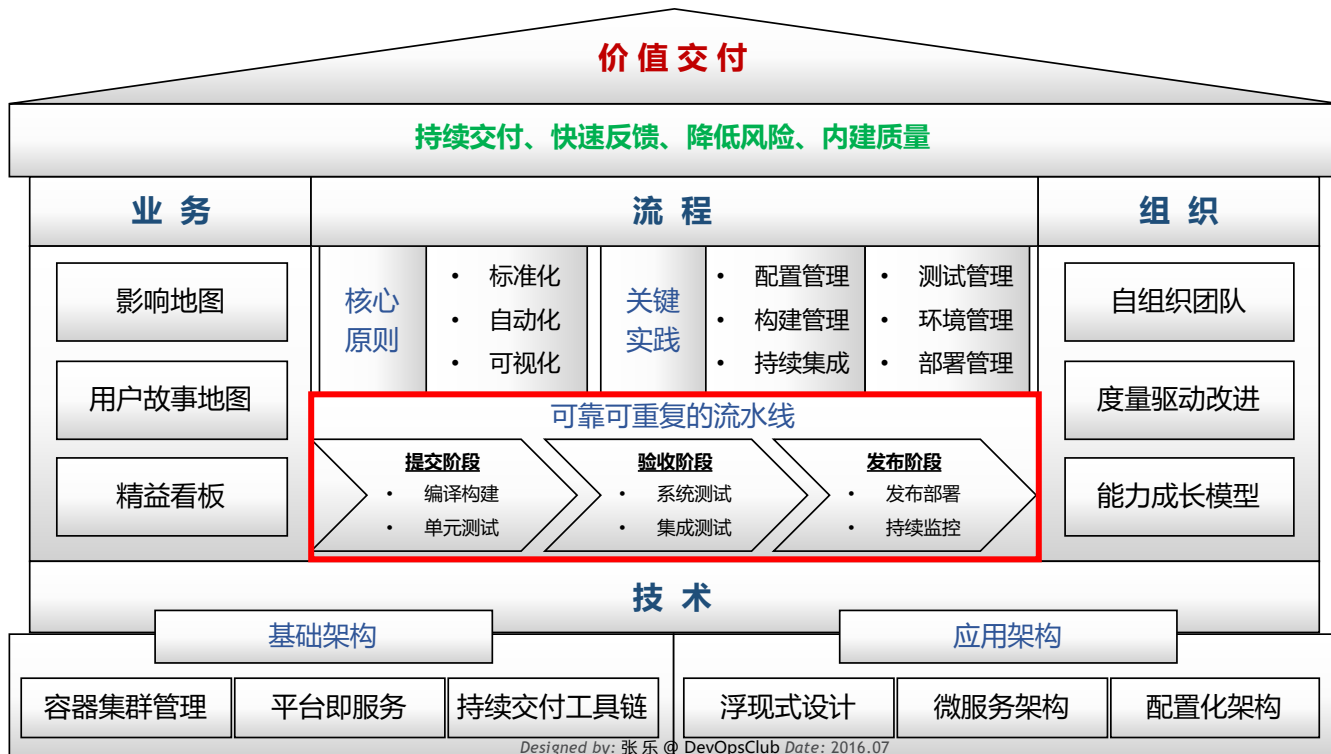 价值交付
持续交付、快速反馈、降低风险、内建质量
业务
流程
组织
影响地图
用户故事地图
精益看板
核心
原则
• 标准化
• 自动化
• 可视化
关键
实践
• 配置管理
• 构建管理
• 持续集成
• 测试管理
• 环境管理
• 部署管理
可靠可重复的流水线
提交阶段
• 编译构建
• 单元测试
验收阶段
• 系统测试
• 集成测试
发布阶段
• 发布部署
• 持续监控
自组织团队
度量驱动改进
能力成长模型
技术
基础架构
容器集群管理
平台即服务
持续交付工具链
应用架构
浮现式设计
微服务架构
配置化架构
Designed by: 张乐 @ DevOpsClub Date: 2016.07